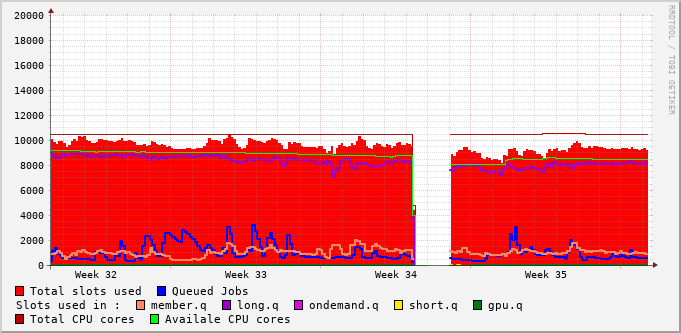 20000
18000
16000
14000
12000
10000
8000
6000
4000
2000
0
Week 32 Week 33 Week 34 Week 35
Total slots used Queued Jobs
Slots used in : member.q long.q ondemand.q short.q gpu.q
Total CPU cores Availale CPU cores
RRDTOOL / TOBI OETIKER